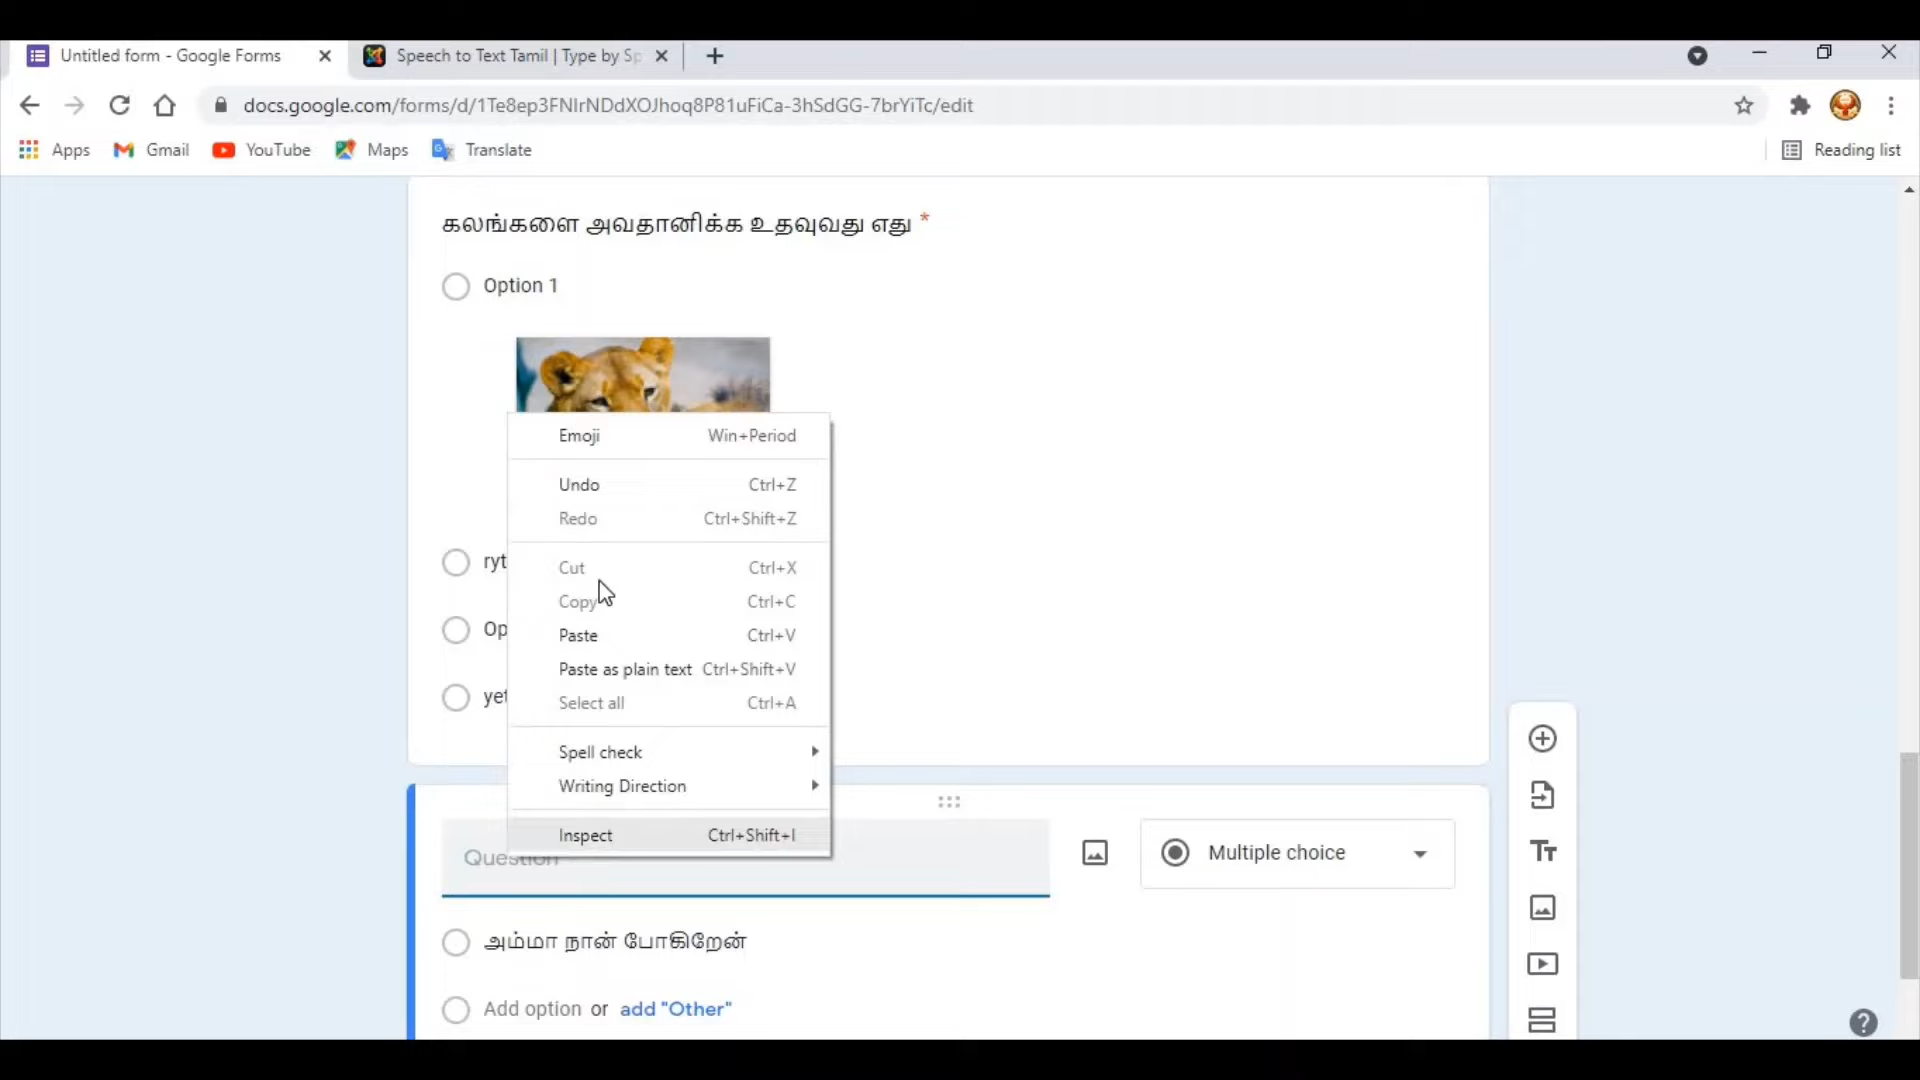 Untitled form - Google Forms
Speech to Text Tamil | Type by Sp
docs.google.com/forms/d/1Te8ep3FNIrNDdXOJhoq8P81uFiCa-3hSdGG-7brYiTc/edit
Apps Gmail YouTube Maps Translate Reading list
கலங்களை அவதானிக்க உதவுவது எது *
Option 1
Emoji Win+Period
Undo Ctrl+Z
Redo Ctrl+Shift+Z
ryt
Cut Ctrl+X
Copy Ctrl+C
Op
Paste Ctrl+V
Paste as plain text Ctrl+Shift+V
yet
Select all Ctrl+A
Spell check
Writing Direction
Inspect Ctrl+Shift+I
Question
Multiple choice
அம்மா நான் போகிறேன்
Add option or add "Other"